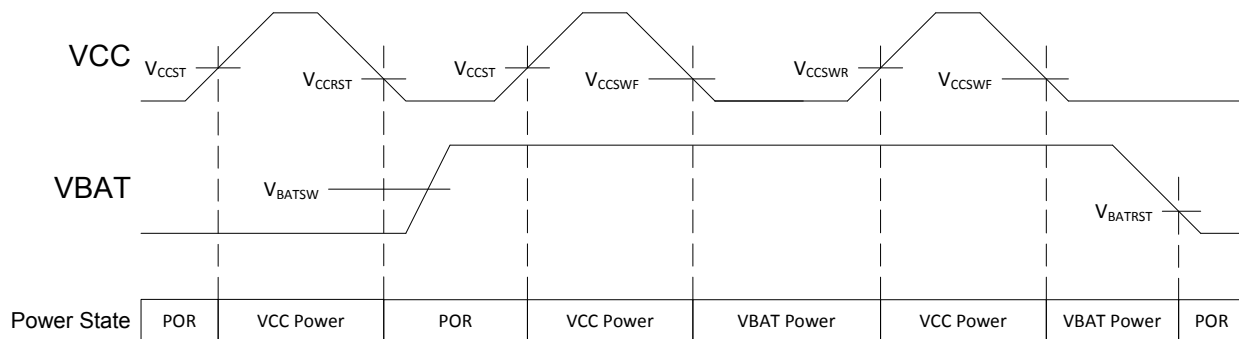 VCC
VCCST
VCCRST
VCCST
VCCSWF
VCCSWR
VCCSWF
VBAT
VBATSW
VBATRST
Power State
POR
VCC Power
POR
VCC Power
VBAT Power
VCC Power
VBAT Power
POR